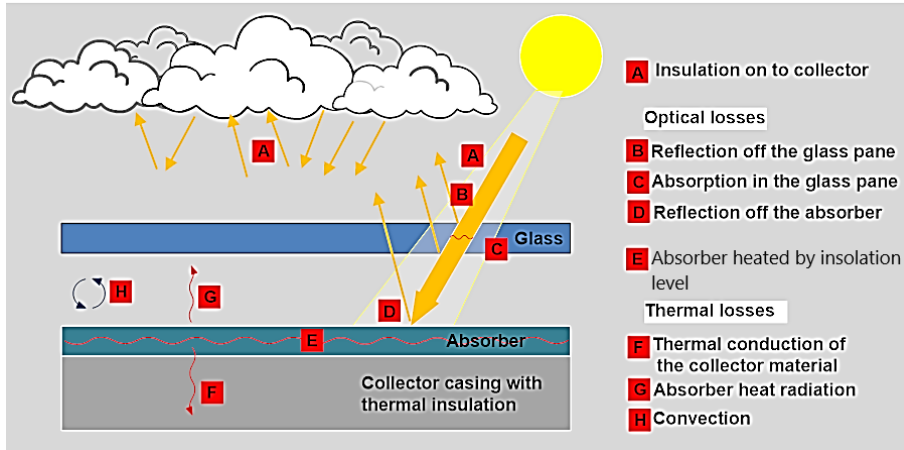 A Insulation on to collector
Optical losses
B Reflection off the glass pane
C Absorption in the glass pane
D Reflection off the absorber
E Absorber heated by insolation
level
Thermal losses
F Thermal conduction of
the collector material
G Absorber heat radiation
H Convection
A
A
B
Glass
C
H
G
D
E
Absorber
F
Collector casing with
thermal insulation